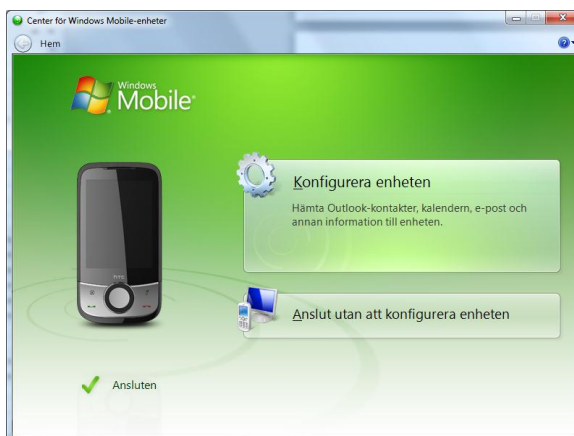 Center för Windows Mobile-enheter
Hem
Windows
Mobile®
Konfigurera enheten
Hämta Outlook-kontakter, kalendern, e-post och
annan information till enheten.
hTC
Anslut utan att konfigurera enheten
Ansluten